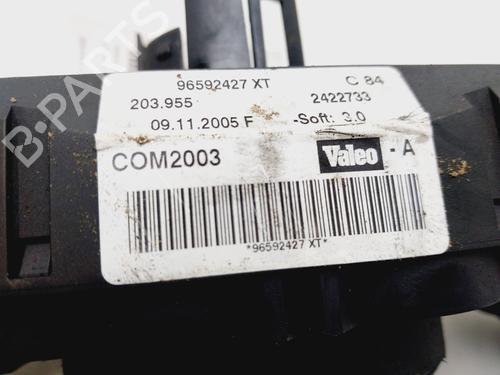 96592427 XT C 84
203.955 2422733
09.11.2005 F -Soft: 3.0
COM2003 Valeo - A
*96592427 XT*
B-PARTS